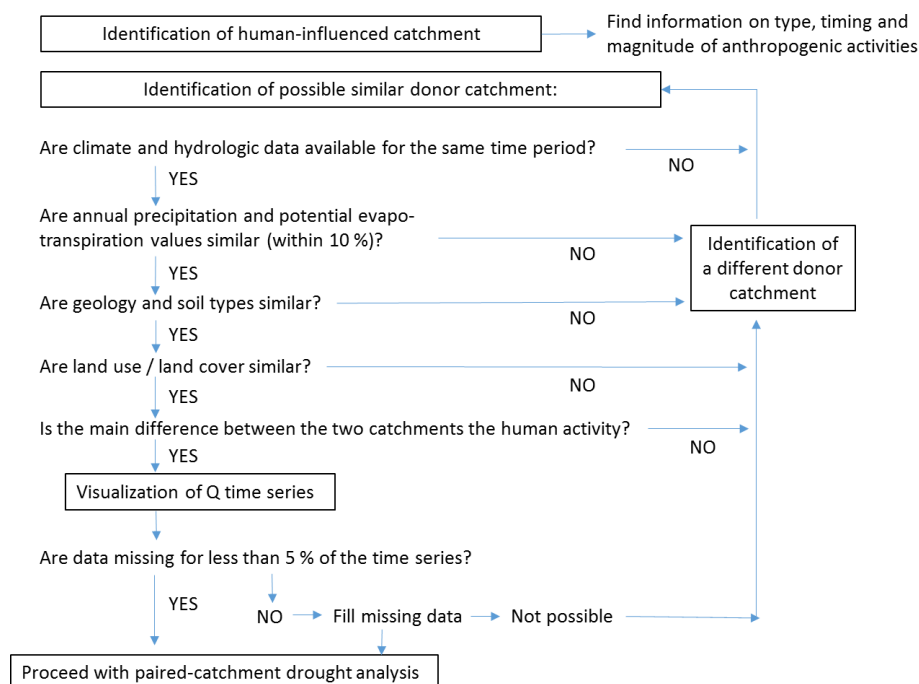 Identification of human-influenced catchment
Find information on type, timing and
magnitude of anthropogenic activities
Identification of possible similar donor catchment:
Are climate and hydrologic data available for the same time period?
NO
YES
Are annual precipitation and potential evapo-
transpiration values similar (within 10 %)?
NO
Identification of
a different donor
catchment
YES
Are geology and soil types similar?
NO
YES
Are land use / land cover similar?
NO
YES
Is the main difference between the two catchments the human activity?
NO
YES
Visualization of Q time series
Are data missing for less than 5 % of the time series?
YES
NO
Fill missing data
Not possible
Proceed with paired-catchment drought analysis